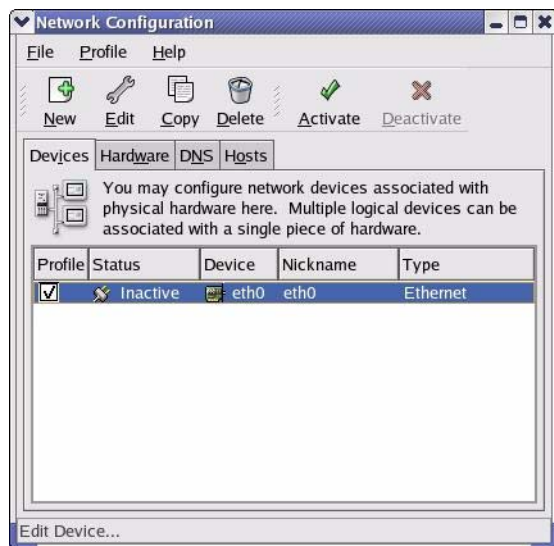 Network Configuration
File Profile Help
New Edit Copy Delete Activate Deactivate
Devices Hardware DNS Hosts
You may configure network devices associated with
physical hardware here. Multiple logical devices can be
associated with a single piece of hardware.
Profile Status Device Nickname Type
Inactive eth0 eth0 Ethernet
Edit Device...